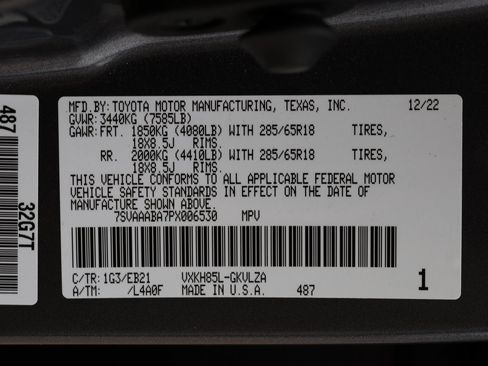 MFD.BY:TOYOTA MOTOR MANUFACTURING, TEXAS, INC. 12/22
GVWR:3440KG (7585LB)
GAWR:FRT. 1850KG (4080LB) WITH 285/65R18 TIRES,
18X8.5J RIMS.
RR. 2000KG (4410LB) WITH 285/65R18 TIRES,
18X8.5J RIMS.
THIS VEHICLE CONFORMS TO ALL APPLICABLE FEDERAL MOTOR
VEHICLE SAFETY STANDARDS IN EFFECT ON THE DATE OF
MANUFACTURE SHOWN ABOVE.
7SVAAABA7PX006530 MPV
C/TR:1G3/EB21 VXKH85L-GKVLZA
A/TM: /L4A0F MADE IN U.S.A. 487
1
487
32G7T